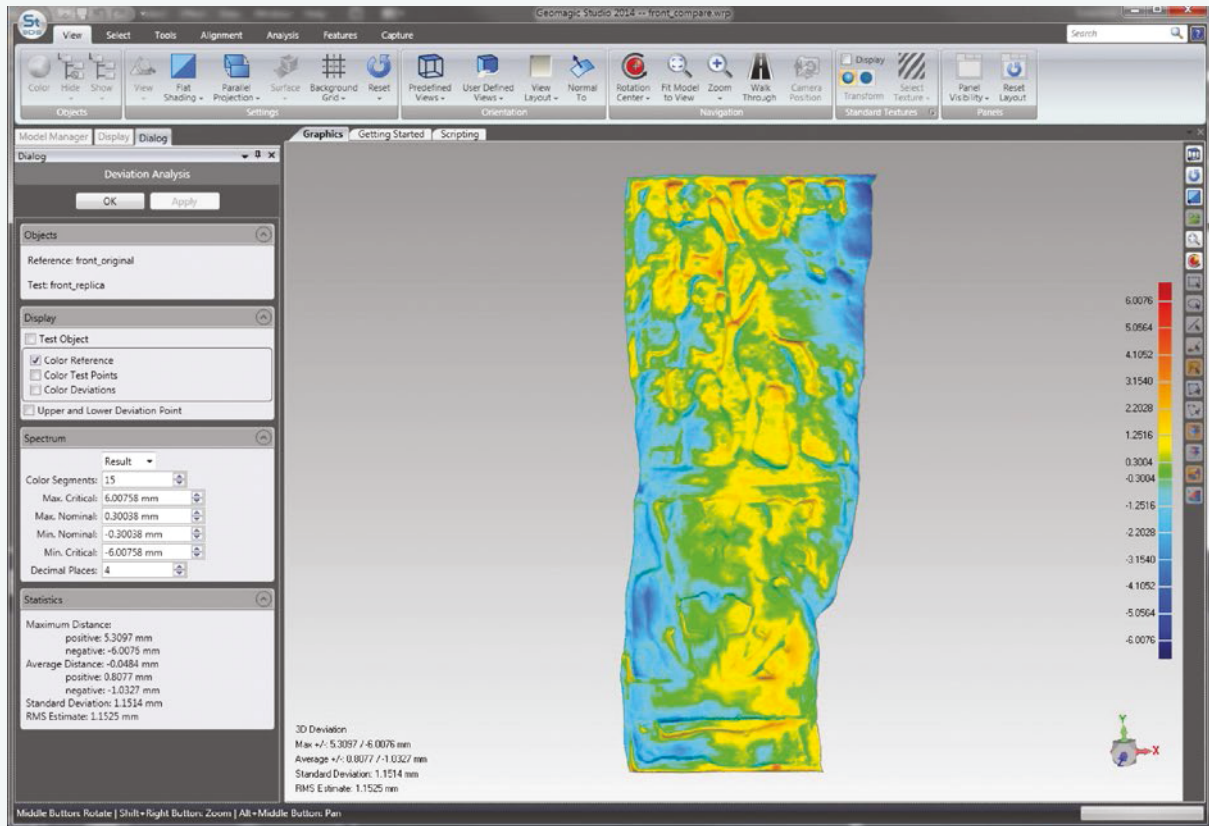 Geomagic Studio 2014 -- front_compare.wrp
St
View Select Tools Alignment Analysis Features Capture
Search
Color Hide Show
Objects
View Flat Shading Parallel Projection Surface Background Grid Reset
Settings
Predefined Views User Defined Views View Layout Normal To
Orientation
Rotation Center Fit Model to View Zoom Walk Through Camera Position
Navigation
Display
Transform Select Texture
Standard Textures
Panel Visibility Reset Layout
Panels
Model Manager Display Dialog
Graphics Getting Started Scripting
Dialog
Deviation Analysis
OK Apply
Objects
Reference: front_original
Test: front_replica
Display
Test Object
Color Reference
Color Test Points
Color Deviations
Upper and Lower Deviation Point
Spectrum
Result
Color Segments: 15
Max. Critical: 6.00758 mm
Max. Nominal: 0.30038 mm
Min. Nominal: -0.30038 mm
Min. Critical: -6.00758 mm
Decimal Places: 4
Statistics
Maximum Distance:
positive: 5.3097 mm
negative: -6.0076 mm
Average Distance: -0.0484 mm
positive: 0.8077 mm
negative: -1.0327 mm
Standard Deviation: 1.1514 mm
RMS Estimate: 1.1525 mm
6.0076
5.0564
4.1052
3.1540
2.2028
1.2516
0.3004
-0.3004
-1.2516
-2.2028
-3.1540
-4.1052
-5.0564
-6.0076
3D Deviation
Max +/-: 5.3097 / -6.0076 mm
Average +/-: 0.8077 / -1.0327 mm
Standard Deviation: 1.1514 mm
RMS Estimate: 1.1525 mm
Y
X
Z
Middle Button: Rotate | Shift+Right Button: Zoom | Alt+Middle Button: Pan